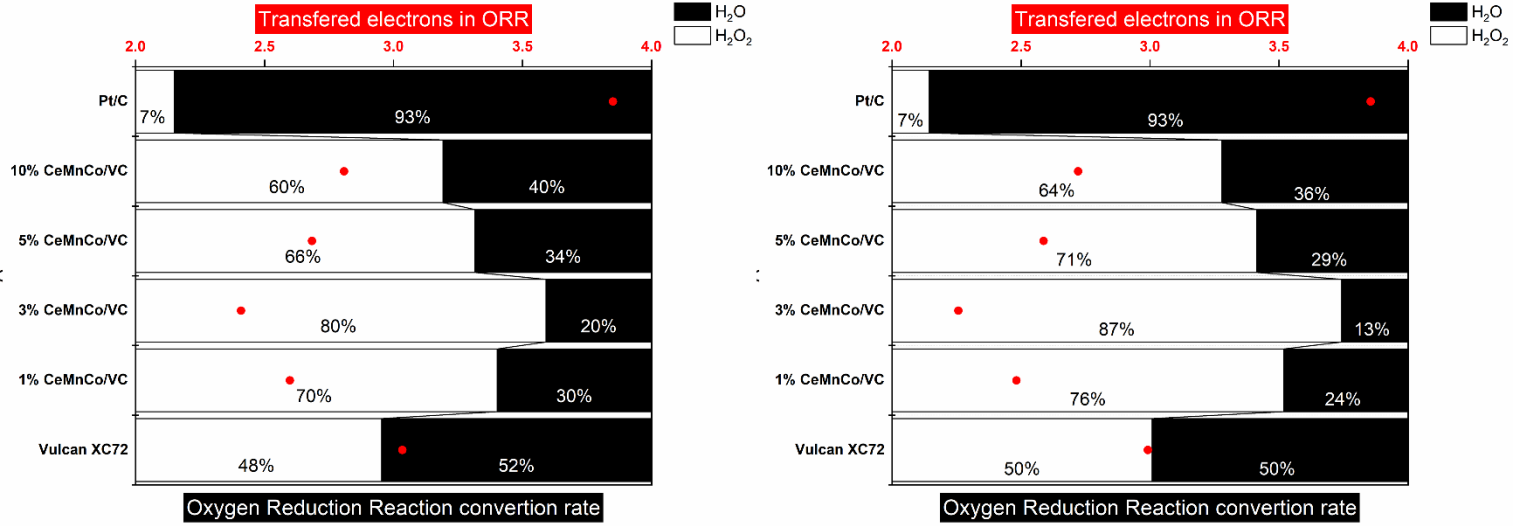 Transfered electrons in ORR
H₂O
H₂O₂
2.0 2.5 3.0 3.5 4.0
Pt/C
7% 93%
10% CeMnCo/VC
60% 40%
5% CeMnCo/VC
66% 34%
3% CeMnCo/VC
80% 20%
1% CeMnCo/VC
70% 30%
Vulcan XC72
48% 52%
Oxygen Reduction Reaction convertion rate
Transfered electrons in ORR
H₂O
H₂O₂
2.0 2.5 3.0 3.5 4.0
Pt/C
7% 93%
10% CeMnCo/VC
64% 36%
5% CeMnCo/VC
71% 29%
3% CeMnCo/VC
87% 13%
1% CeMnCo/VC
76% 24%
Vulcan XC72
50% 50%
Oxygen Reduction Reaction convertion rate